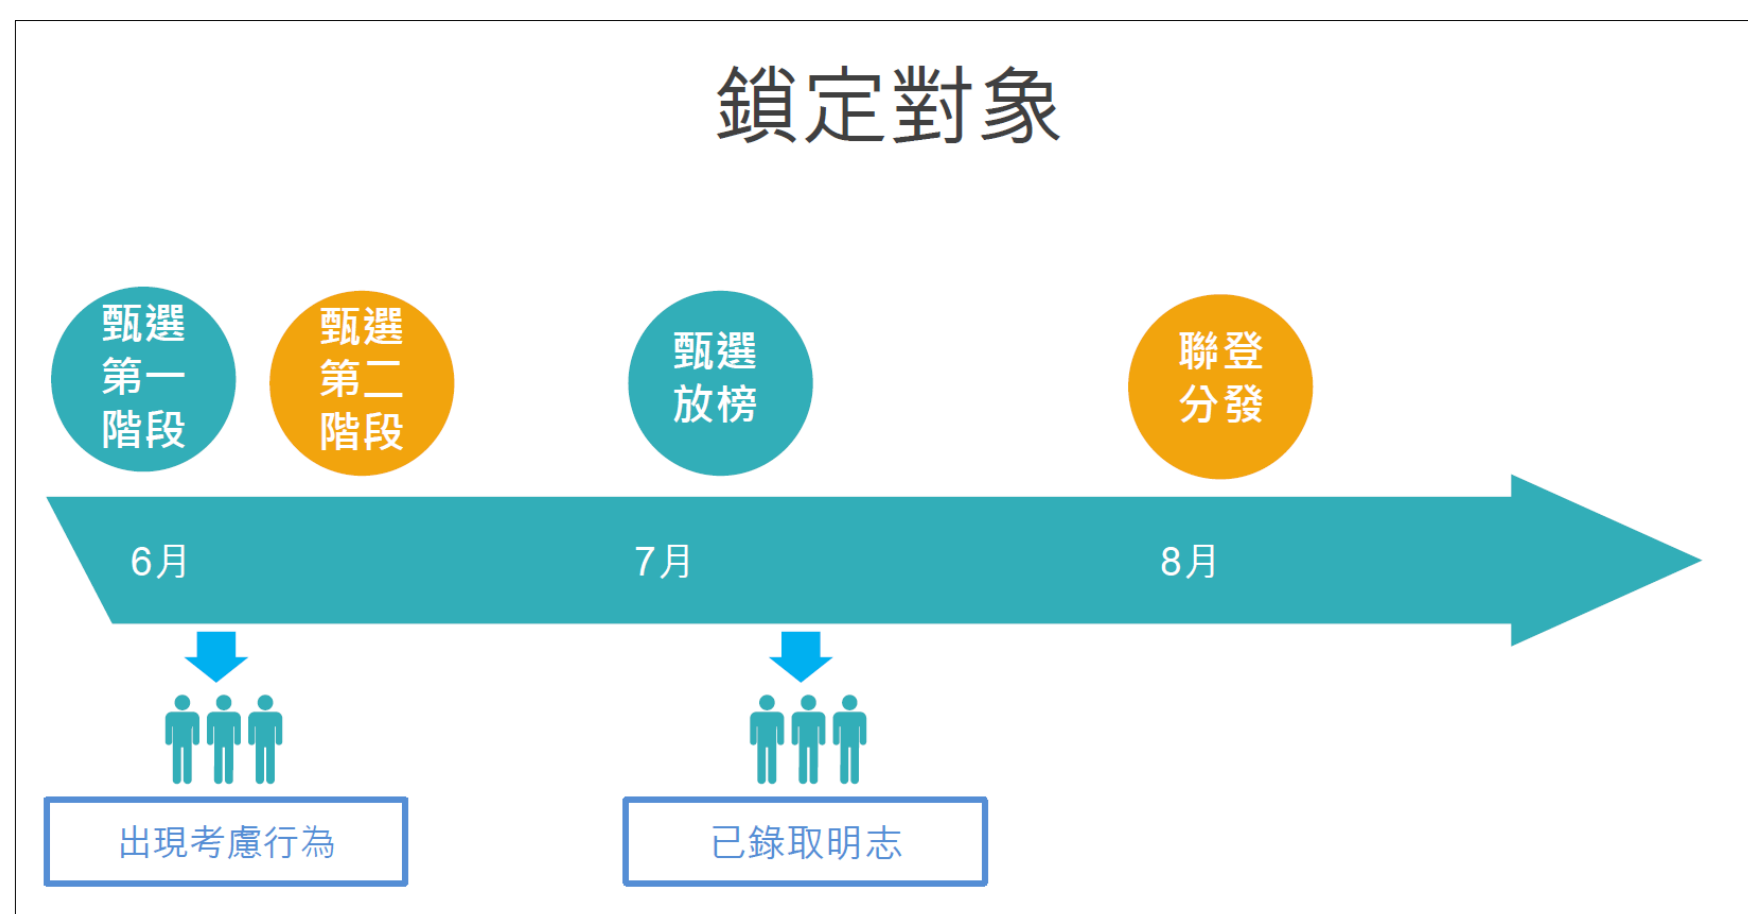 鎖定對象
甄選
第一
階段
甄選
第二
階段
甄選
放榜
聯登
分發
6月
7月
8月
出現考慮行為
已錄取明志